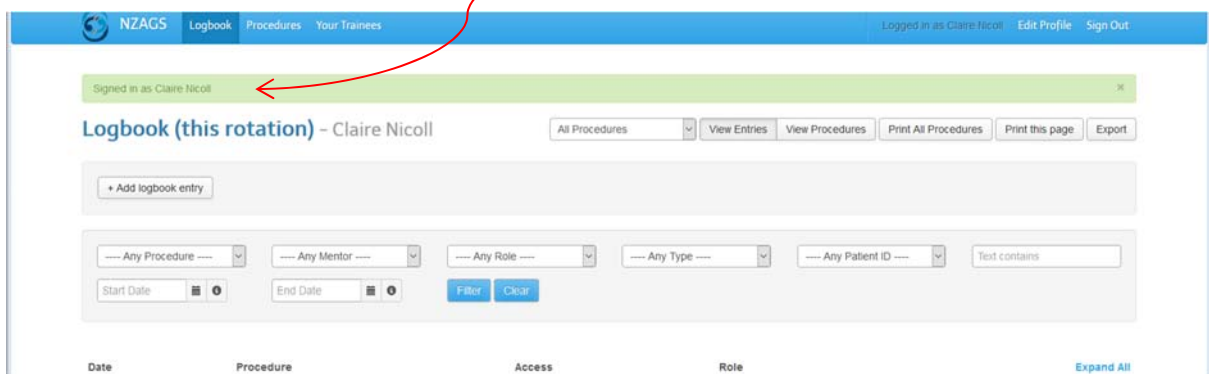 NZAGS Logbook Procedures Your Trainees Logged in as Claire Nicoll Edit Profile Sign Out
Signed in as Claire Nicoll ×
Logbook (this rotation) - Claire Nicoll All Procedures View Entries View Procedures Print All Procedures Print this page Export
+ Add logbook entry
---- Any Procedure ---- ---- Any Mentor ---- ---- Any Role ---- ---- Any Type ---- ---- Any Patient ID ---- Text contains
Start Date End Date Filter Clear
Date Procedure Access Role Expand All